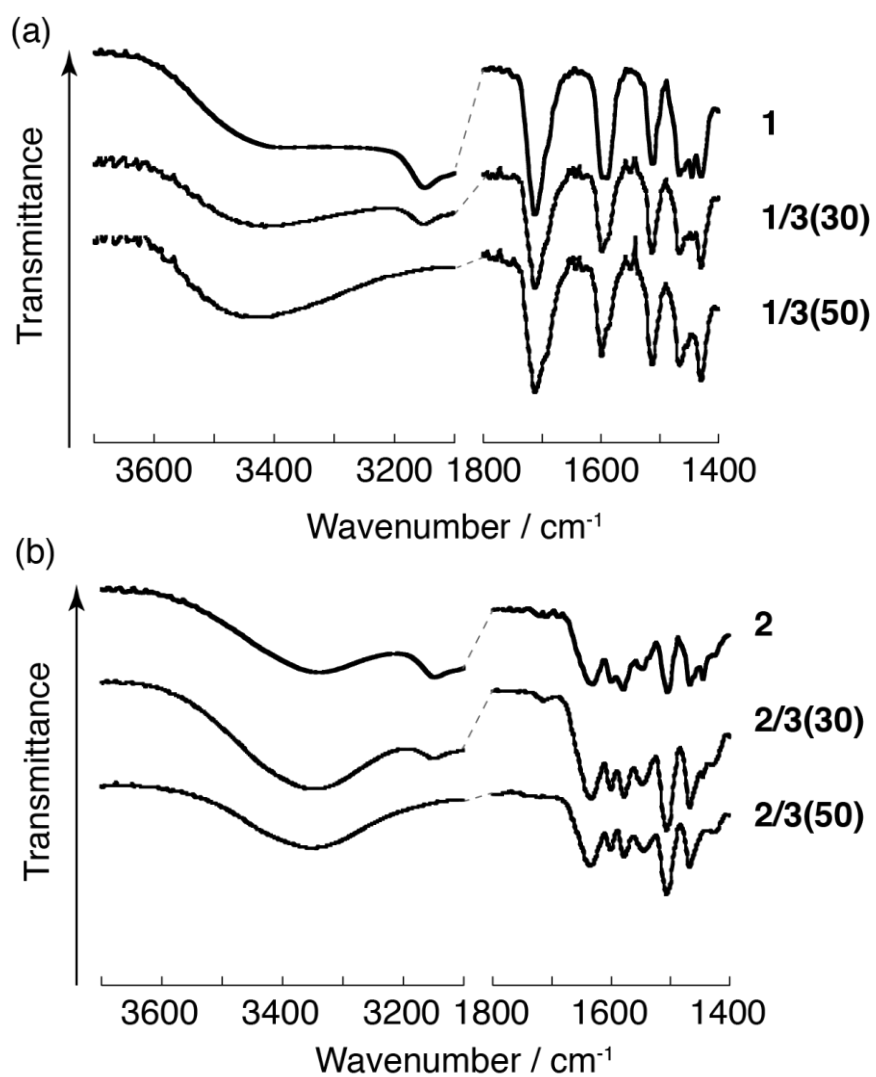 (a)
Transmittance
1
1/3(30)
1/3(50)
3600 3400 3200 1800 1600 1400
Wavenumber / cm⁻¹
(b)
Transmittance
2
2/3(30)
2/3(50)
3600 3400 3200 1800 1600 1400
Wavenumber / cm⁻¹